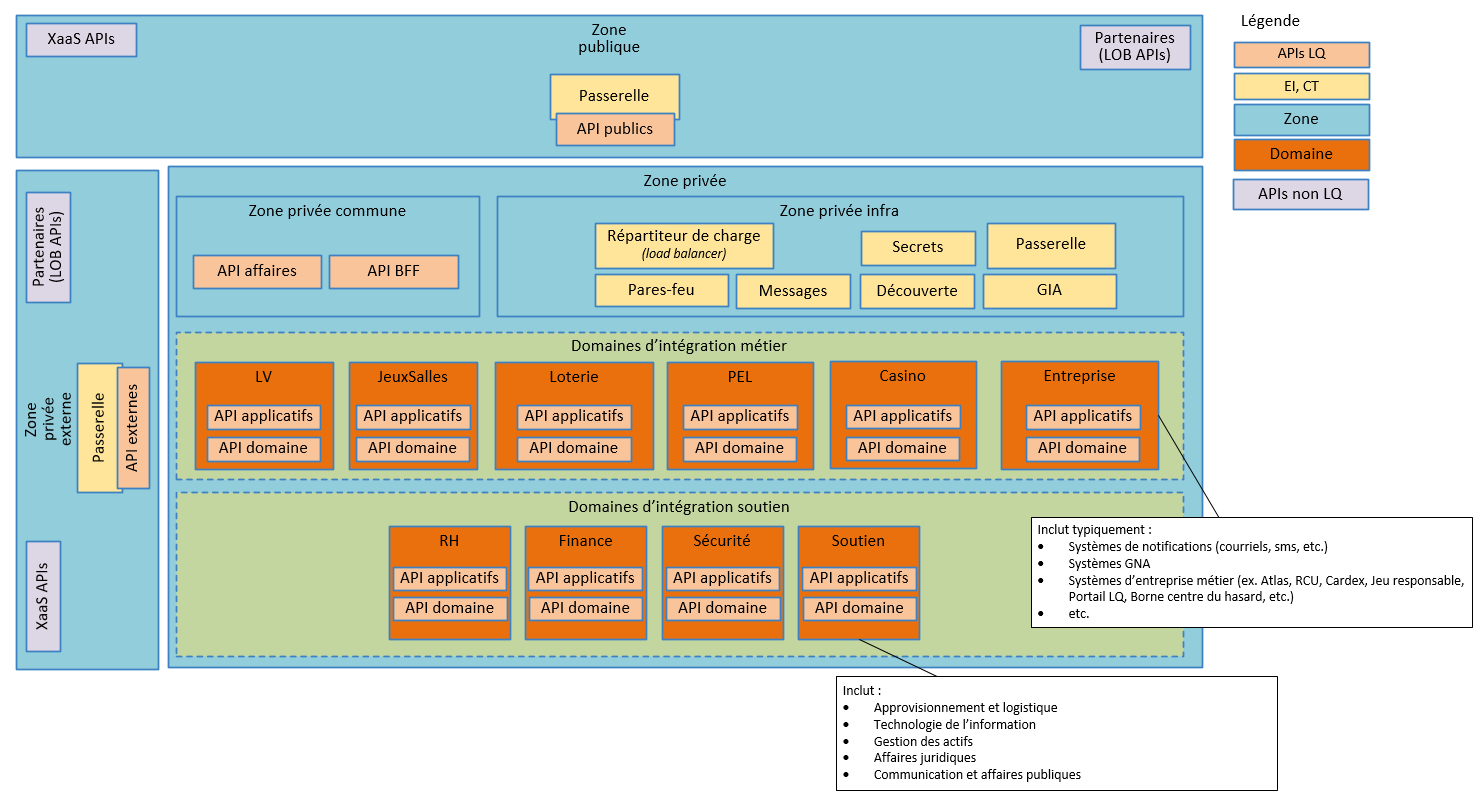 XaaS APIs
Zone
publique
Partenaires
(LOB APIs)
Passerelle
API publics
Légende
APIs LQ
EI, CT
Zone
Domaine
APIs non LQ
Partenaires
(LOB APIs)
Zone
privée
externe
Passerelle
API externes
XaaS APIs
Zone privée
Zone privée commune
API affaires
API BFF
Zone privée infra
Répartiteur de charge
(load balancer)
Secrets
Passerelle
Pares-feu
Messages
Découverte
GIA
Domaines d’intégration métier
LV
API applicatifs
API domaine
JeuxSalles
API applicatifs
API domaine
Loterie
API applicatifs
API domaine
PEL
API applicatifs
API domaine
Casino
API applicatifs
API domaine
Entreprise
API applicatifs
API domaine
Domaines d’intégration soutien
RH
API applicatifs
API domaine
Finance
API applicatifs
API domaine
Sécurité
API applicatifs
API domaine
Soutien
API applicatifs
API domaine
Inclut typiquement :
• Systèmes de notifications (courriels, sms, etc.)
• Systèmes GNA
• Systèmes d’entreprise métier (ex. Atlas, RCU, Cardex, Jeu responsable,
Portail LQ, Borne centre du hasard, etc.)
• etc.
Inclut :
• Approvisionnement et logistique
• Technologie de l’information
• Gestion des actifs
• Affaires juridiques
• Communication et affaires publiques